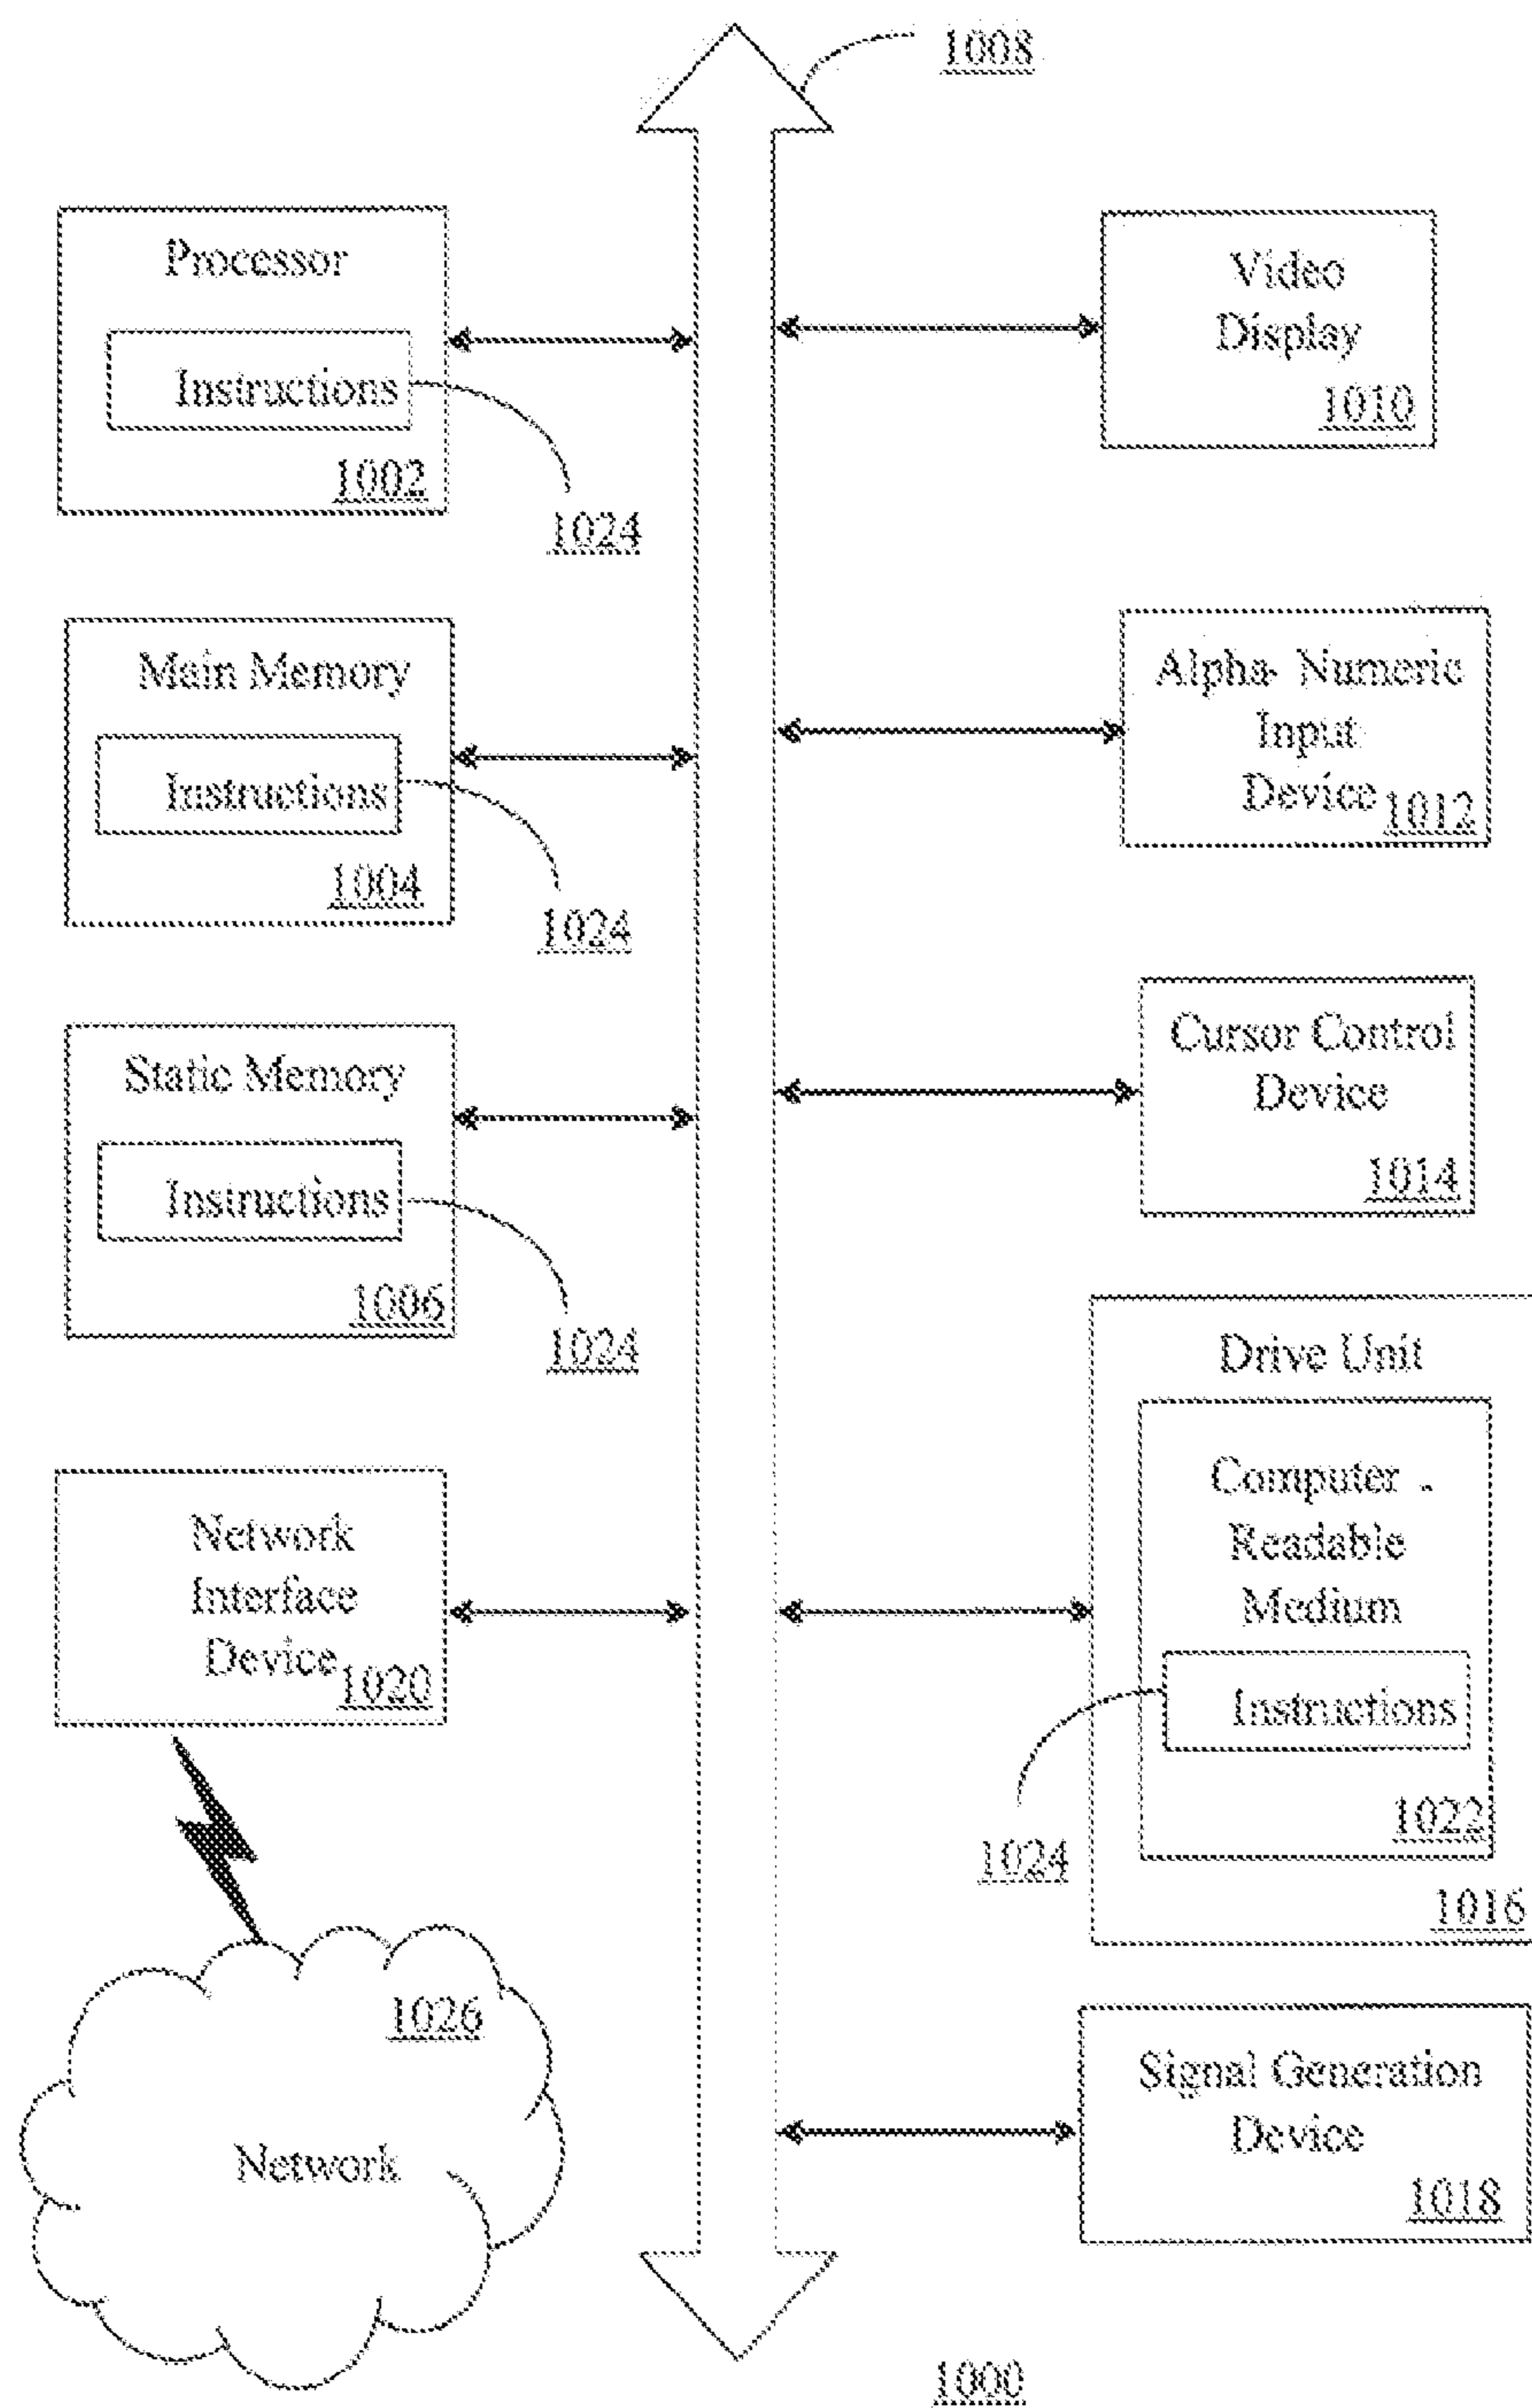 1008
Processor
Instructions
1002
1024
Video
Display
1010
Main Memory
Instructions
1004
1024
Alpha- Numeric
Input
Device
1012
Static Memory
Instructions
1006
1024
Cursor Control
Device
1014
Network
Interface
Device
1020
Drive Unit
Computer -
Readable
Medium
Instructions
1024
1022
1016
1026
Network
Signal Generation
Device
1018
1000